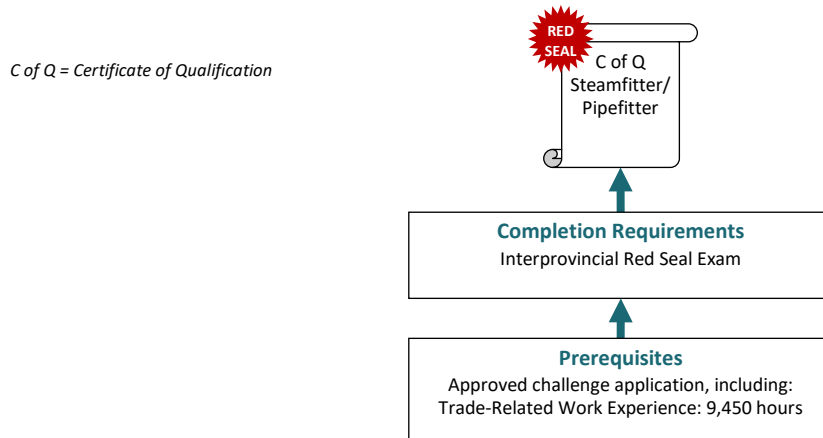 C of Q = Certificate of Qualification
RED
SEAL
C of Q
Steamfitter/
Pipefitter
Completion Requirements
Interprovincial Red Seal Exam
Prerequisites
Approved challenge application, including:
Trade-Related Work Experience: 9,450 hours